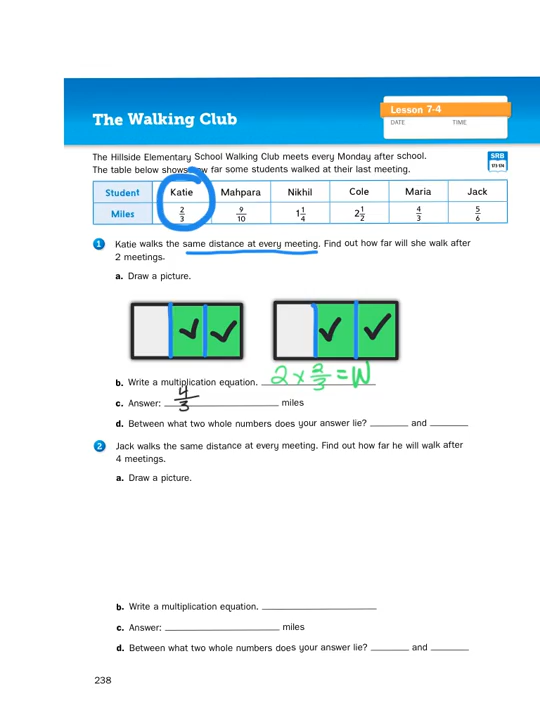 The Walking Club
Lesson 7-4
DATE TIME
The Hillside Elementary School Walking Club meets every Monday after school.
SRB
The table below shows how far some students walked at their last meeting.
Student Katie Mahpara Nikhil Cole Maria Jack
Miles 2/3 9/10 1 1/4 2 1/2 4/3 5/6
1 Katie walks the same distance at every meeting. Find out how far will she walk after
2 meetings.
a. Draw a picture.
b. Write a multiplication equation. 2 × 2/3 = W
c. Answer: 4/3 miles
d. Between what two whole numbers does your answer lie? ______ and ______
2 Jack walks the same distance at every meeting. Find out how far he will walk after
4 meetings.
a. Draw a picture.
b. Write a multiplication equation. ______
c. Answer: ______ miles
d. Between what two whole numbers does your answer lie? ______ and ______
238